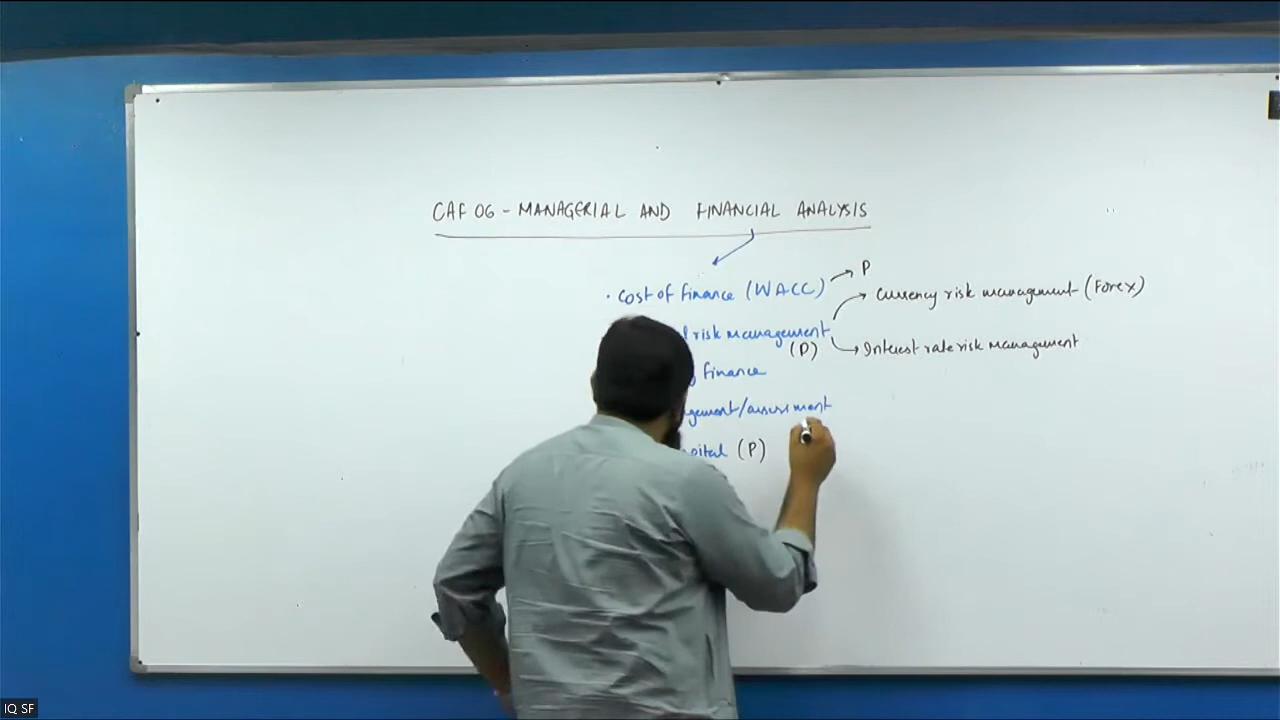 CAF 06 - MANAGERIAL AND FINANCIAL ANALYSIS
· Cost of finance (WACC) P
Currency risk management (Forex)
risk management
(P) Interest rate risk management
finance
(P)
IQ SF